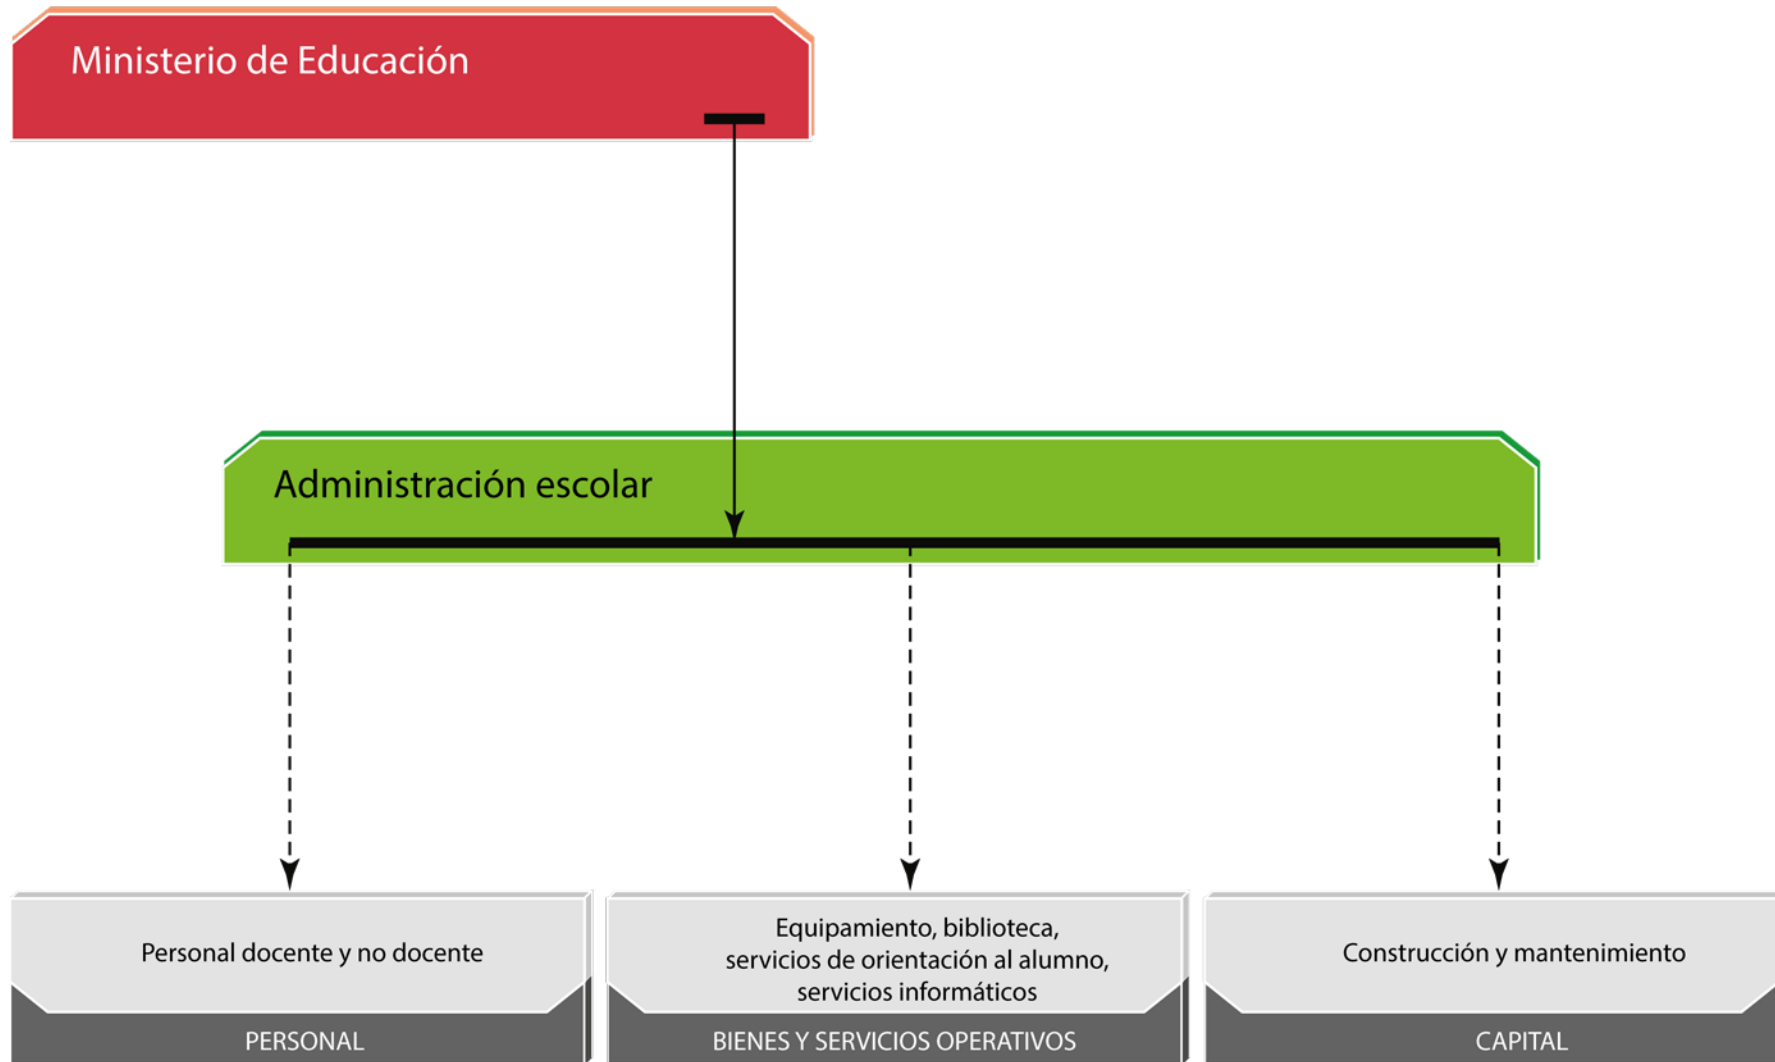 Ministerio de Educación
Administración escolar
Personal docente y no docente
PERSONAL
Equipamiento, biblioteca,
servicios de orientación al alumno,
servicios informáticos
BIENES Y SERVICIOS OPERATIVOS
Construcción y mantenimiento
CAPITAL